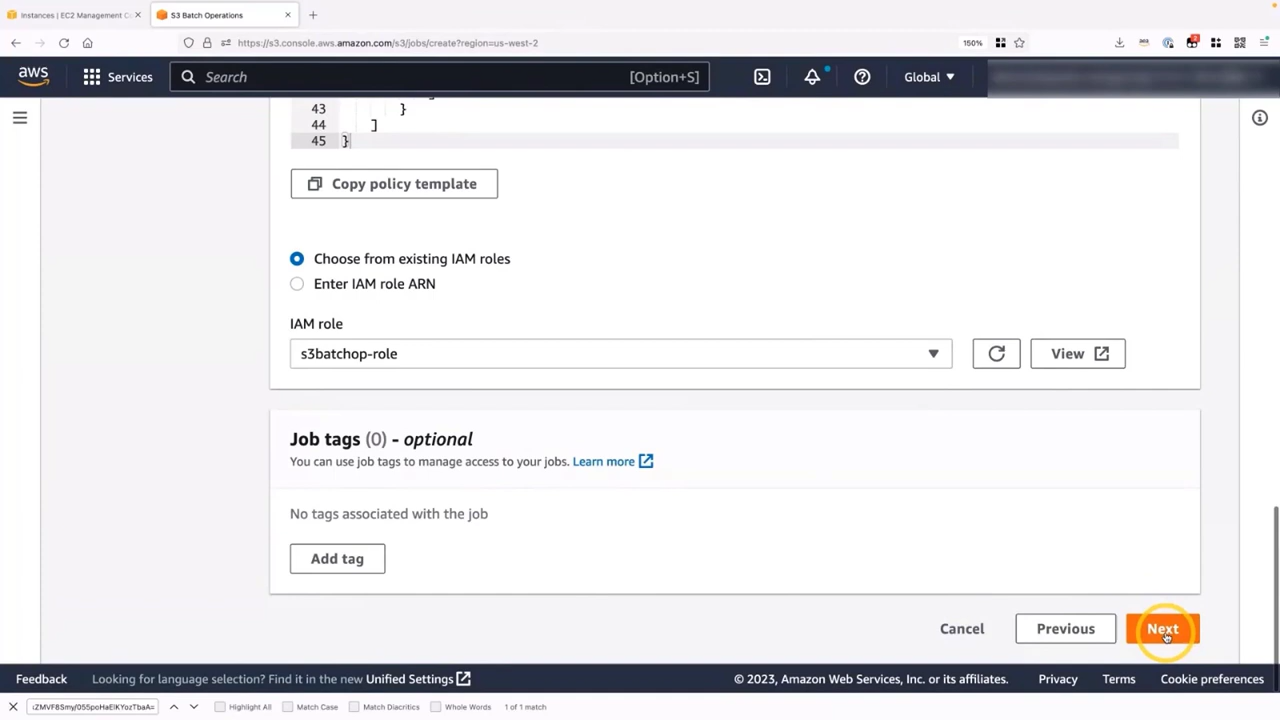 Instances | EC2 Management C
S3 Batch Operations
https://s3.console.aws.amazon.com/s3/jobs/create?region=us-west-2
150%
2
aws
Services
Search
[Option+S]
Global
43 }
44 ]
45 }
Copy policy template
Choose from existing IAM roles
Enter IAM role ARN
IAM role
s3batchop-role
View
Job tags (0) - optional
You can use job tags to manage access to your jobs. Learn more
No tags associated with the job
Add tag
Cancel
Previous
Next
Feedback
Looking for language selection? Find it in the new Unified Settings
© 2023, Amazon Web Services, Inc. or its affiliates.
Privacy
Terms
Cookie preferences
Highlight All
Match Case
Match Diacritics
Whole Words
1 of 1 match